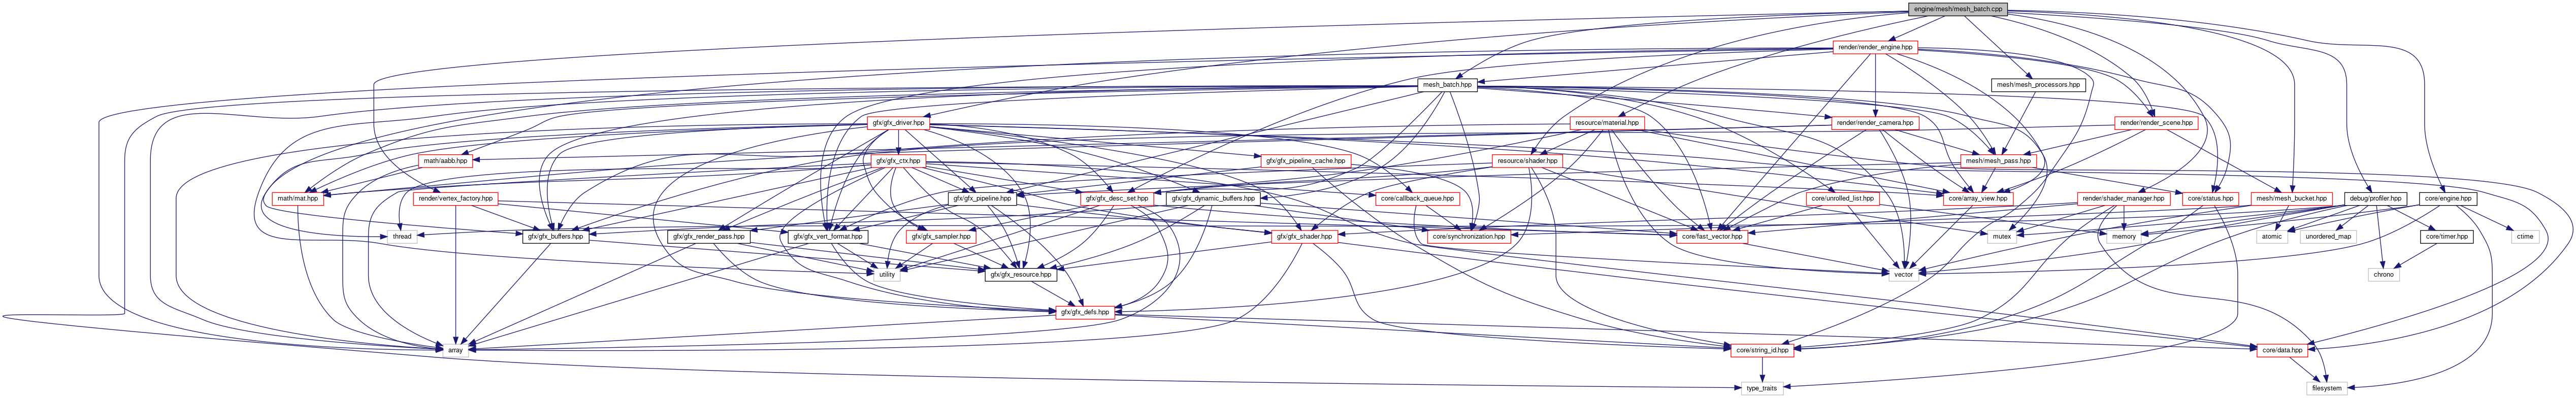 engine/mesh/mesh_batch.cpp
render/render_engine.hpp
mesh_batch.hpp
mesh/mesh_processors.hpp
gfx/gfx_driver.hpp
resource/material.hpp
render/render_camera.hpp
render/render_scene.hpp
math/aabb.hpp
gfx/gfx_ctx.hpp
gfx/gfx_pipeline_cache.hpp
resource/shader.hpp
mesh/mesh_pass.hpp
math/mat.hpp
render/vertex_factory.hpp
gfx/gfx_pipeline.hpp
gfx/gfx_desc_set.hpp
gfx/gfx_dynamic_buffers.hpp
core/callback_queue.hpp
core/unrolled_list.hpp
core/array_view.hpp
render/shader_manager.hpp
core/status.hpp
mesh/mesh_bucket.hpp
debug/profiler.hpp
core/engine.hpp
thread
gfx/gfx_buffers.hpp
gfx/gfx_render_pass.hpp
gfx/gfx_vert_format.hpp
gfx/gfx_sampler.hpp
gfx/gfx_shader.hpp
core/synchronization.hpp
core/fast_vector.hpp
mutex
memory
atomic
unordered_map
core/timer.hpp
ctime
utility
gfx/gfx_resource.hpp
vector
chrono
gfx/gfx_defs.hpp
array
core/string_id.hpp
core/data.hpp
type_traits
filesystem